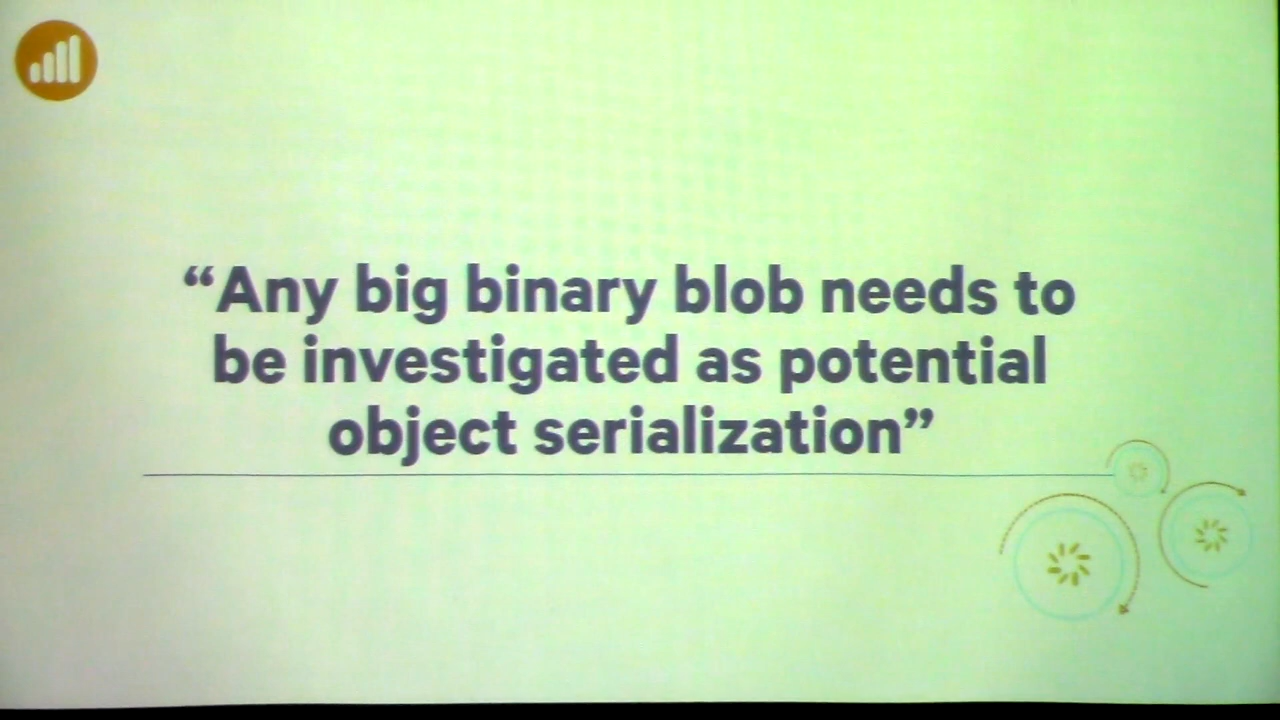 “Any big binary blob needs to
be investigated as potential
object serialization”